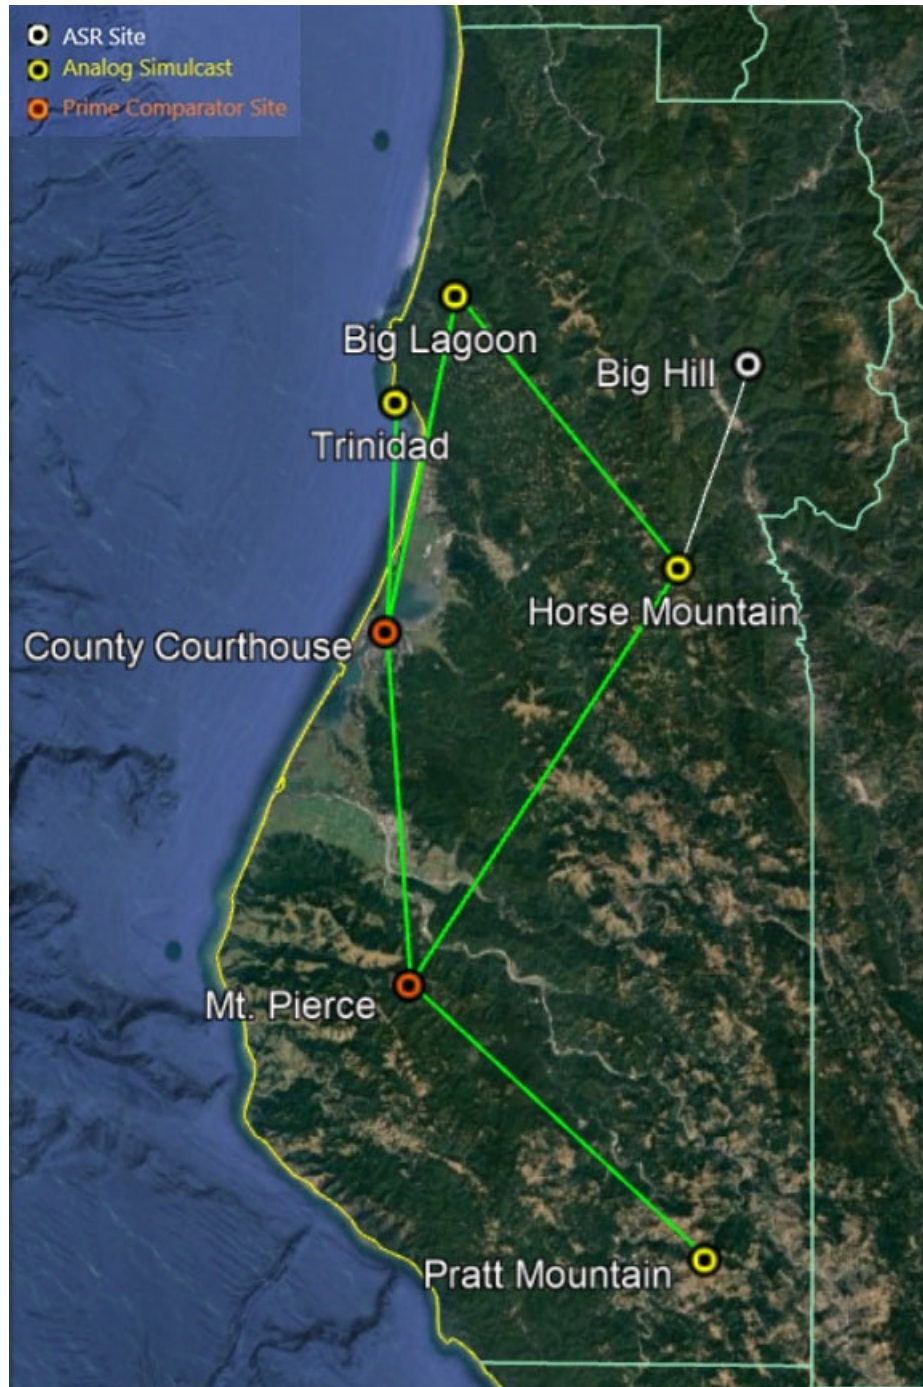 ASR Site
Analog Simulcast
Prime Comparator Site
Big Lagoon
Big Hill
Trinidad
Horse Mountain
County Courthouse
Mt. Pierce
Pratt Mountain